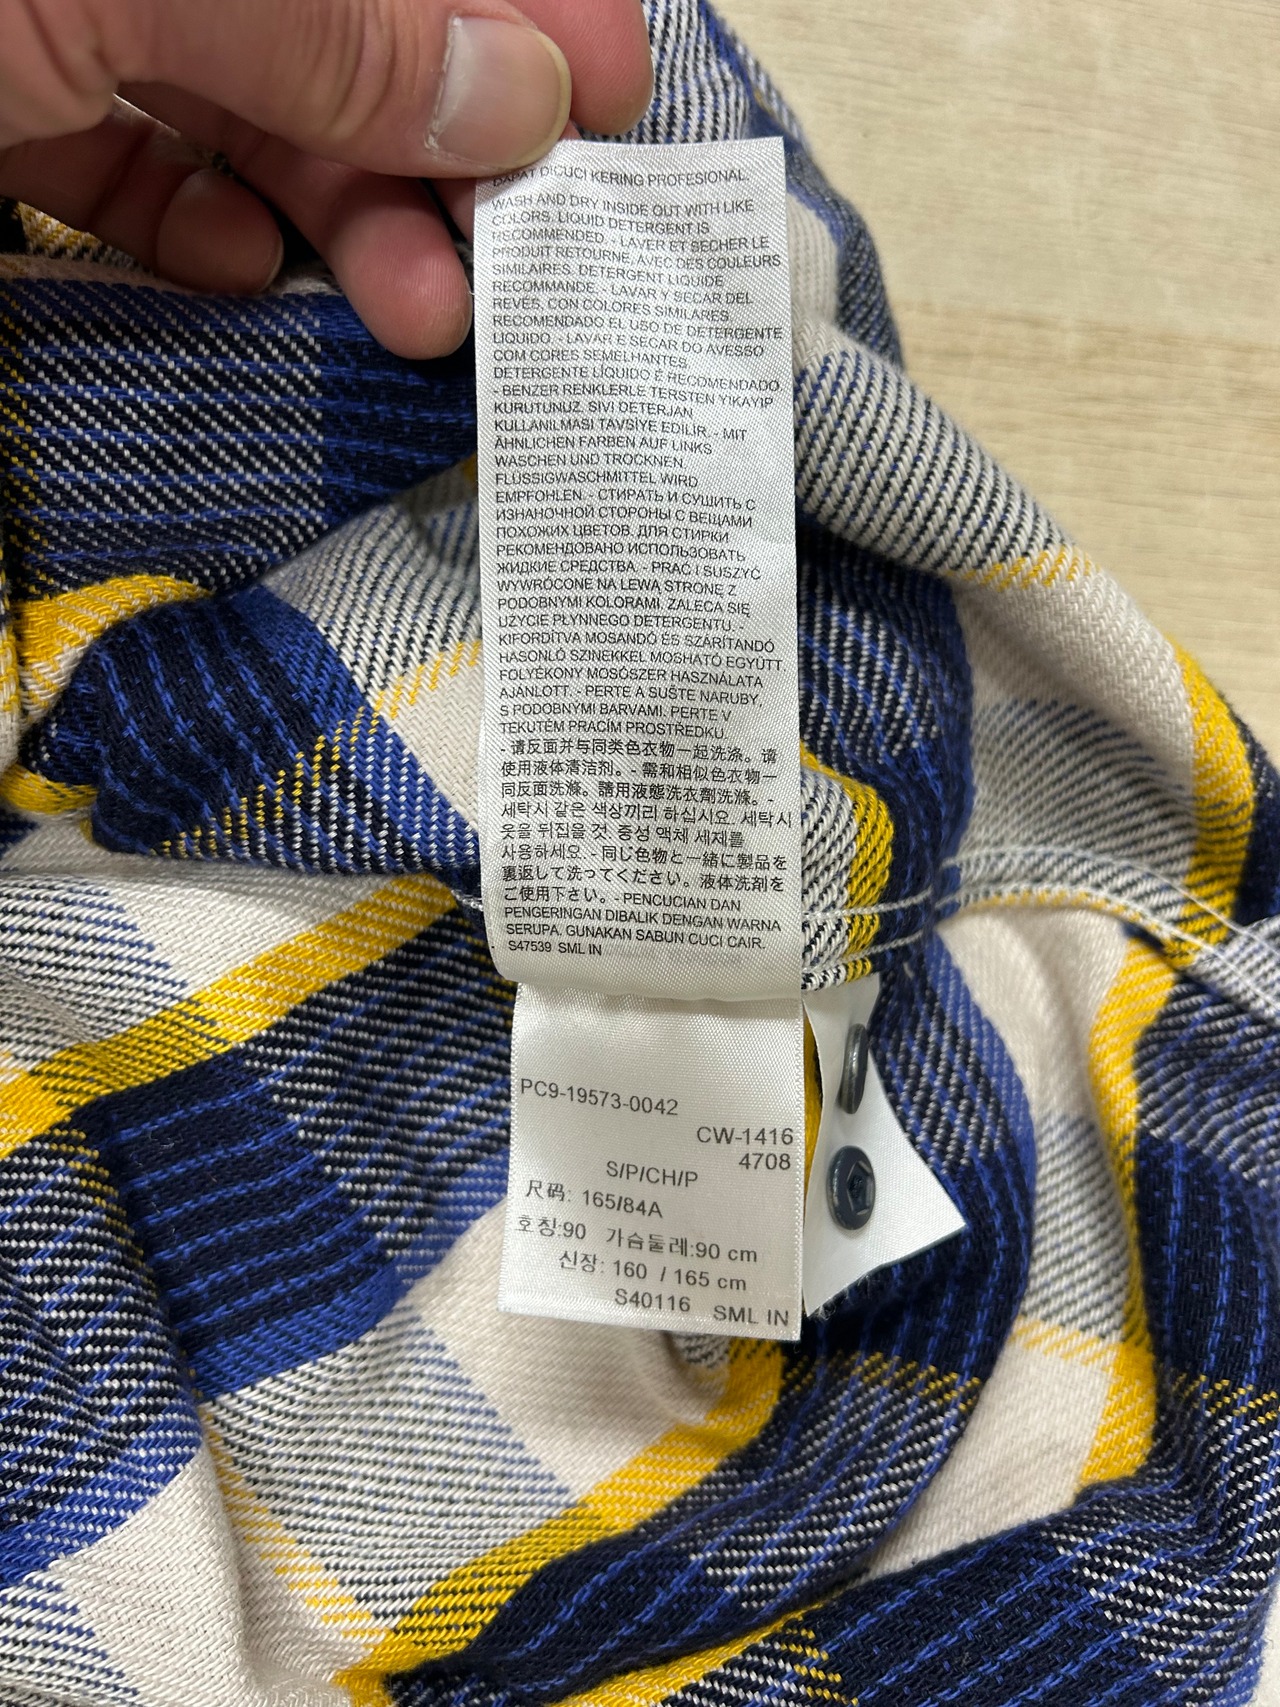 DAPAT DICUCI KERING PROFESIONAL.
WASH AND DRY INSIDE OUT WITH LIKE
COLORS. LIQUID DETERGENT IS
RECOMMENDED. - LAVER ET SECHER LE
PRODUIT RETOURNE, AVEC DES COULEURS
SIMILAIRES. DETERGENT LIQUIDE
RECOMMANDE. - LAVAR Y SECAR DEL
REVES, CON COLORES SIMILARES.
RECOMENDADO EL USO DE DETERGENTE
LIQUIDO. - LAVAR E SECAR DO AVESSO
COM CORES SEMELHANTES.
DETERGENTE LÍQUIDO É RECOMENDADO.
- BENZER RENKLERLE TERSTEN YIKAYIP
KURUTUNUZ. SIVI DETERJAN
KULLANILMASI TAVSİYE EDİLİR. - MIT
ÄHNLICHEN FARBEN AUF LINKS
WASCHEN UND TROCKNEN.
FLÜSSIGWASCHMITTEL WIRD
EMPFOHLEN. - СТИРАТЬ И СУШИТЬ С
ИЗНАНОЧНОЙ СТОРОНЫ С ВЕЩАМИ
ПОХОЖИХ ЦВЕТОВ. ДЛЯ СТИРКИ
РЕКОМЕНДОВАНО ИСПОЛЬЗОВАТЬ
ЖИДКИЕ СРЕДСТВА. - PRAĆ I SUSZYĆ
WYWRÓCONE NA LEWĄ STRONĘ Z
PODOBNYMI KOLORAMI. ZALECA SIĘ
UŻYCIE PŁYNNEGO DETERGENTU. -
KIFORDÍTVA MOSANDÓ ÉS SZÁRÍTANDÓ
HASONLÓ SZINEKKEL MOSHATÓ EGYÜTT.
FOLYÉKONY MOSÓSZER HASZNÁLATA
AJÁNLOTT. - PERTE A SUŠTE NARUBY,
S PODOBNÝMI BARVAMI. PERTE V
TEKUTÉM PRACÍM PROSTŘEDKU.
- 请反面并与同类色衣物一起洗涤。请
使用液体清洁剂。- 需和相似色衣物一
同反面洗滌。請用液態洗衣劑洗滌。-
세탁시 같은 색상끼리 하십시오. 세탁시
옷을 뒤집을 것. 중성 액체 세제를
사용하세요. - 同じ色物と一緒に製品を
裏返して洗ってください。液体洗剤を
ご使用下さい。- PENCUCIAN DAN
PENGERINGAN DIBALIK DENGAN WARNA
SERUPA. GUNAKAN SABUN CUCI CAIR.
S47539 SML IN
PC9-19573-0042
CW-1416
4708
S/P/CH/P
尺码: 165/84A
호칭:90 가슴둘레:90 cm
신장: 160 / 165 cm
S40116 SML IN